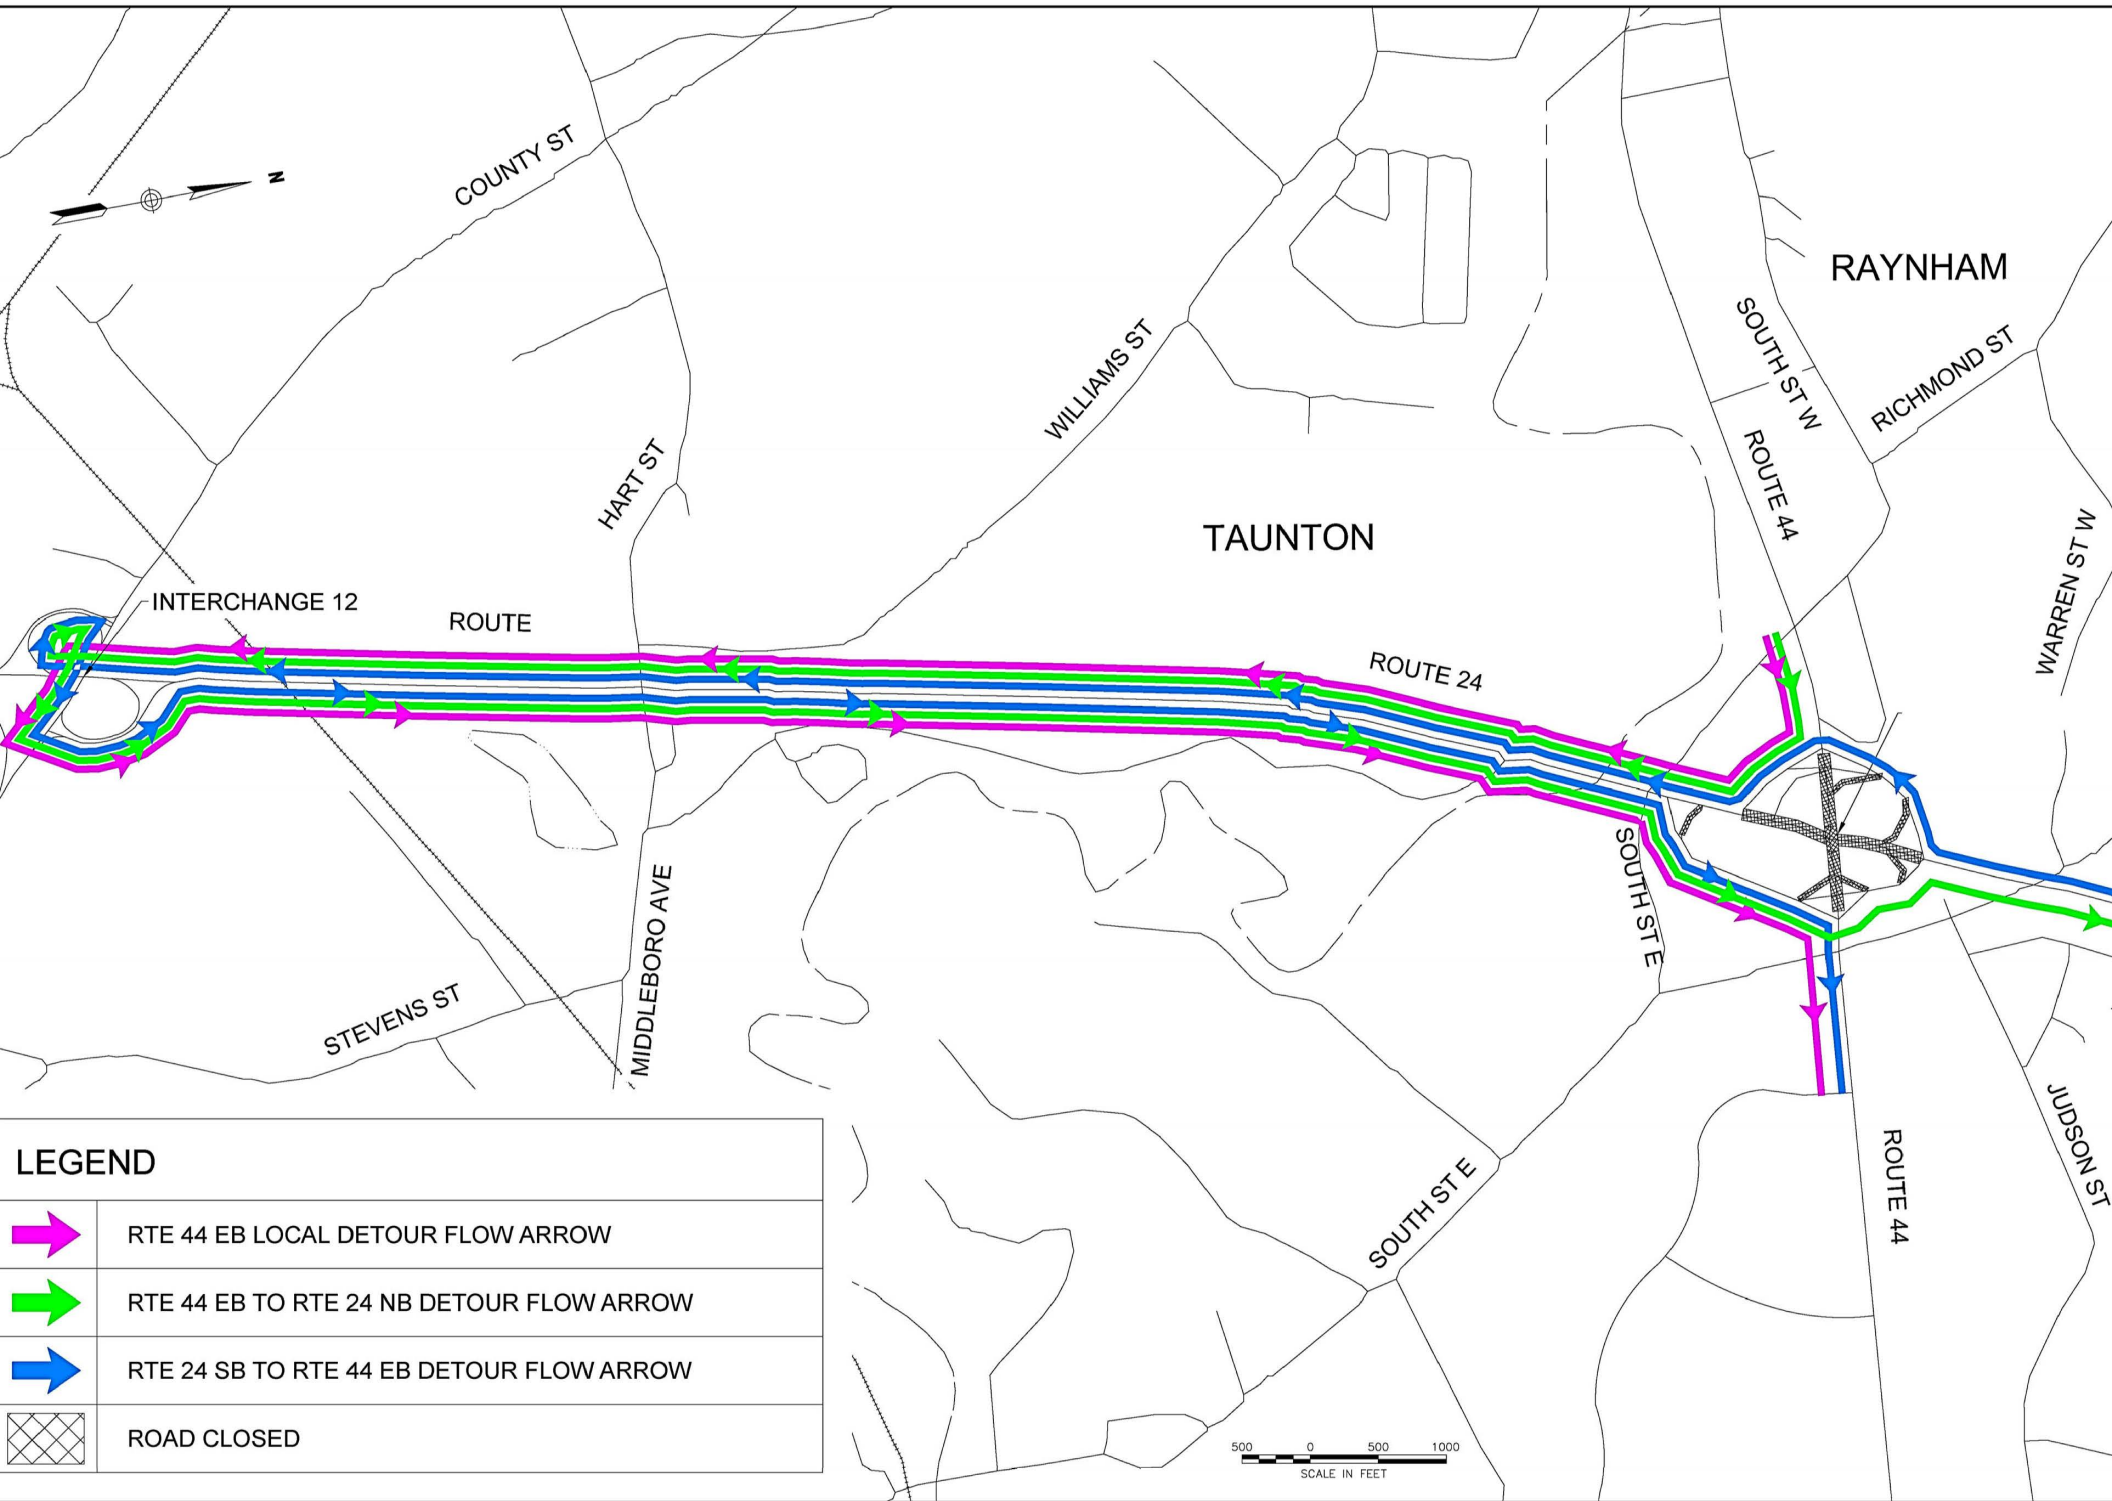 N
COUNTY ST
RAYNHAM
SOUTH ST W
RICHMOND ST
WILLIAMS ST
ROUTE 44
HART ST
TAUNTON
WARREN ST W
INTERCHANGE 12
ROUTE
ROUTE 24
SOUTH ST E
MIDDLEBORO AVE
STEVENS ST
JUDSON ST
ROUTE 44
SOUTH ST E
LEGEND
RTE 44 EB LOCAL DETOUR FLOW ARROW
RTE 44 EB TO RTE 24 NB DETOUR FLOW ARROW
RTE 24 SB TO RTE 44 EB DETOUR FLOW ARROW
ROAD CLOSED
500 0 500 1000
SCALE IN FEET